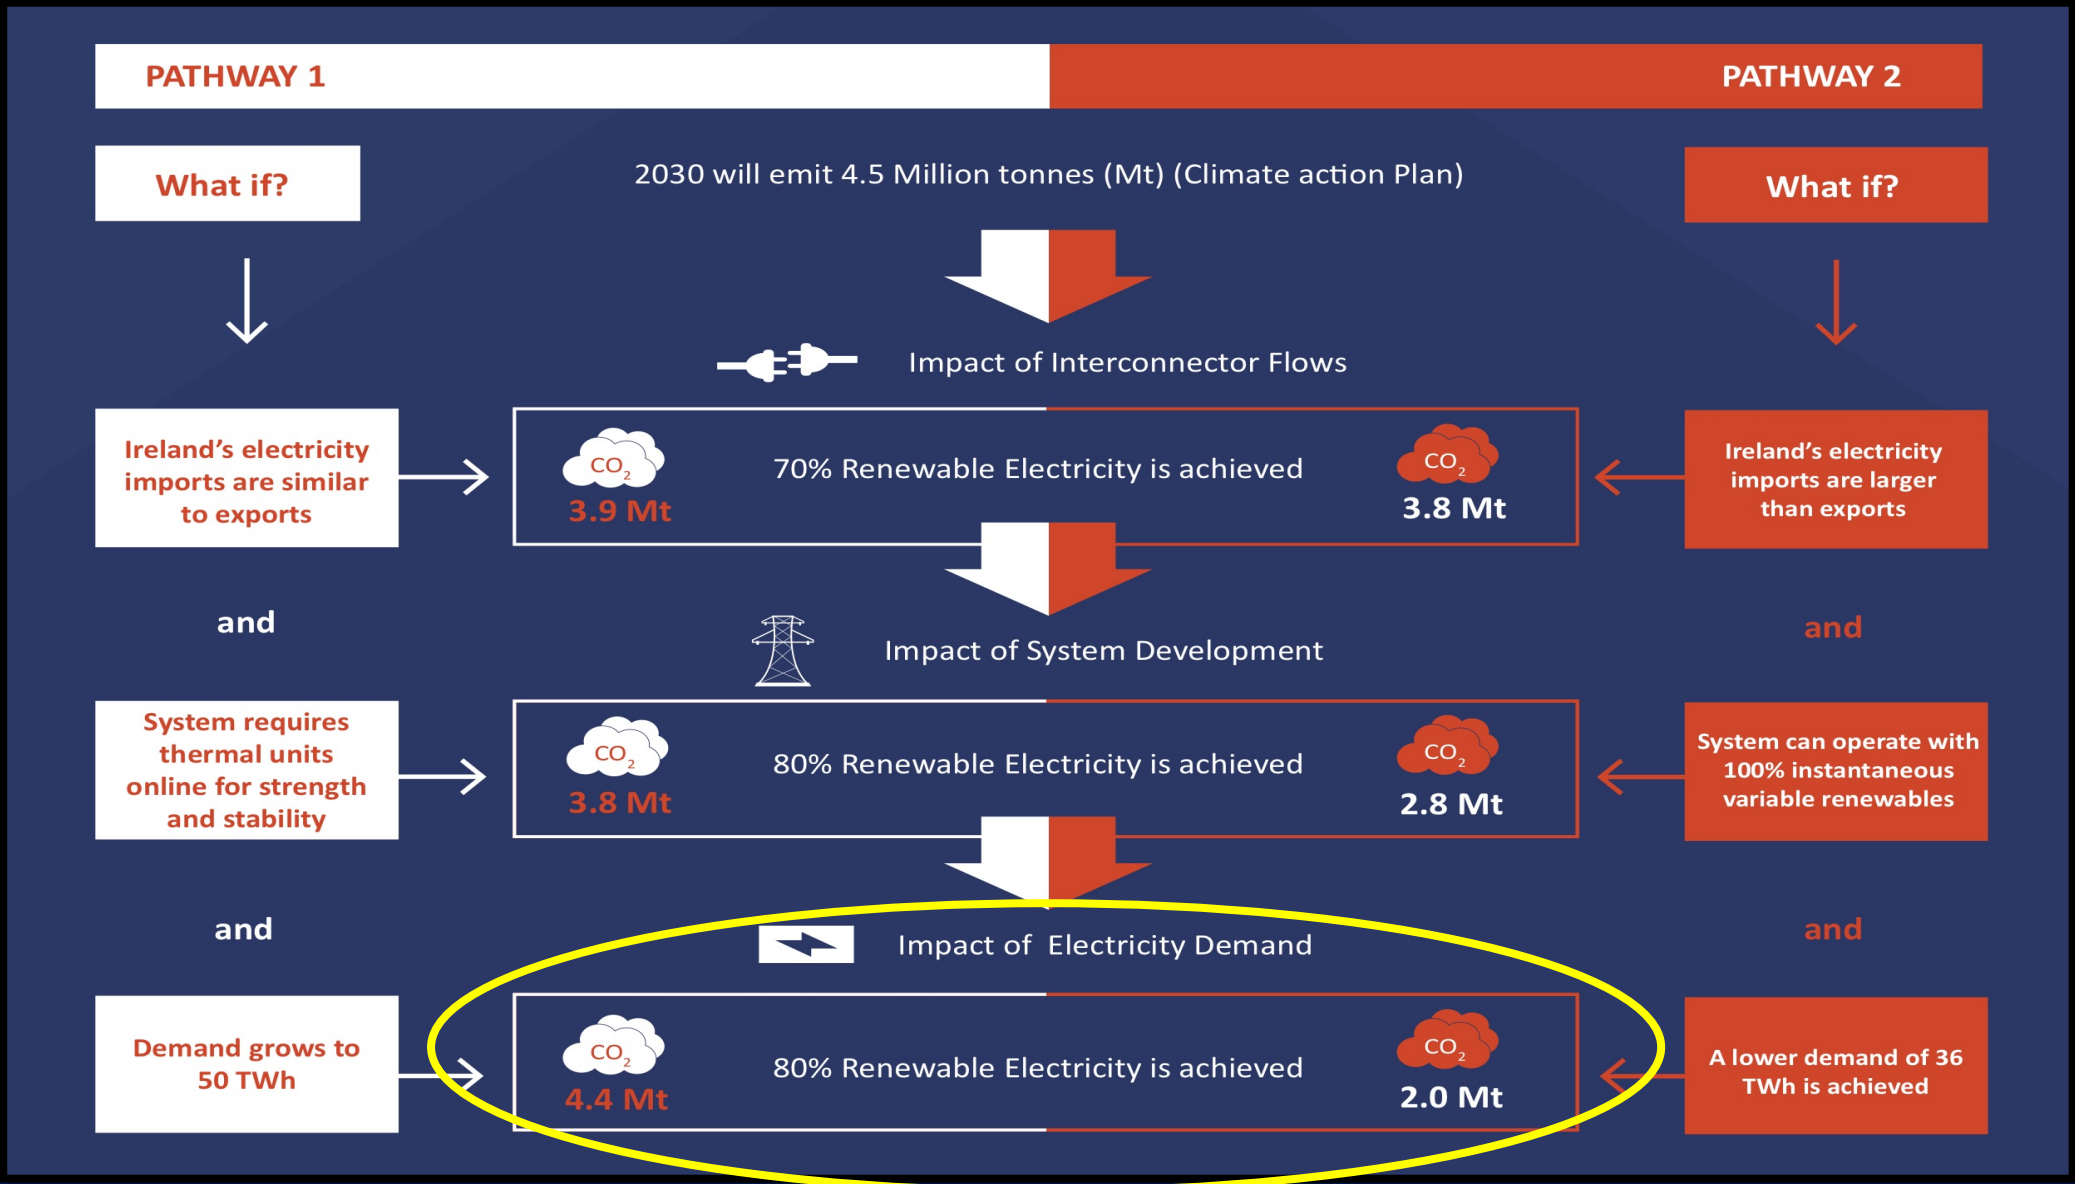 PATHWAY 1
PATHWAY 2
What if?
2030 will emit 4.5 Million tonnes (Mt) (Climate action Plan)
What if?
Impact of Interconnector Flows
Ireland’s electricity
imports are similar
to exports
CO2
3.9 Mt
70% Renewable Electricity is achieved
CO2
3.8 Mt
Ireland’s electricity
imports are larger
than exports
and
and
Impact of System Development
System requires
thermal units
online for strength
and stability
CO2
3.8 Mt
80% Renewable Electricity is achieved
CO2
2.8 Mt
System can operate with
100% instantaneous
variable renewables
and
and
Impact of Electricity Demand
Demand grows to
50 TWh
CO2
4.4 Mt
80% Renewable Electricity is achieved
CO2
2.0 Mt
A lower demand of 36
TWh is achieved